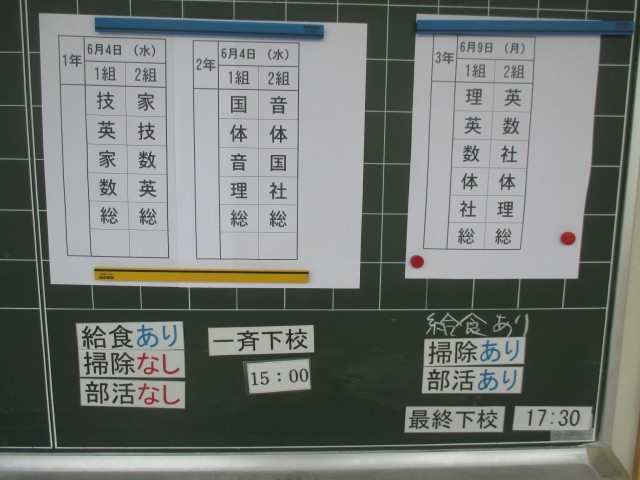 1年
6月4日（水）
1組 2組
技 家
英 技
家 数
数 英
総 総
2年
6月4日（水）
1組 2組
国 音
体 体
音 国
理 社
総 総
3年
6月9日（月）
1組 2組
理 英
英 数
数 社
体 体
社 理
総 総
給食あり
掃除なし
部活なし
一斉下校
15：00
給食あり
掃除あり
部活あり
最終下校 17:30